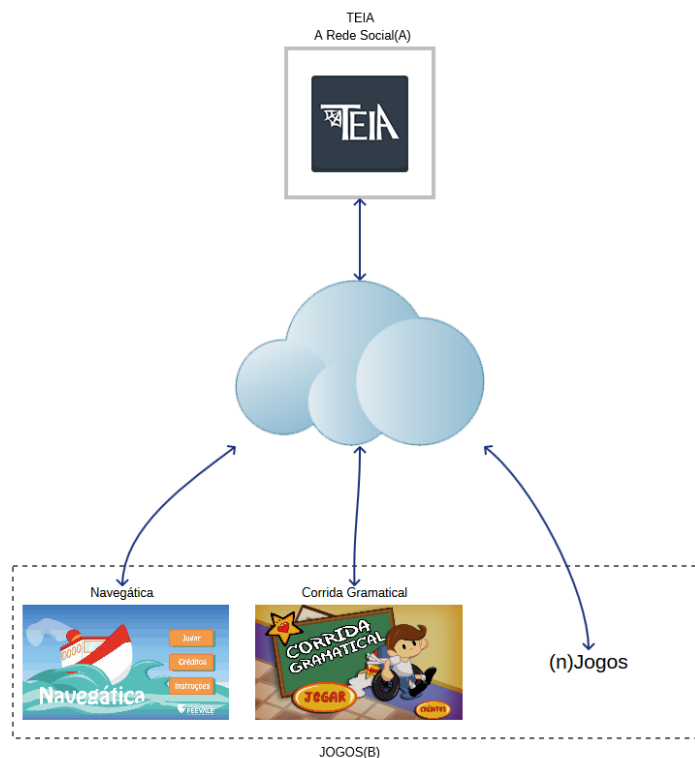 TEIA
A Rede Social(A)
TEIA
Navegática
Corrida Gramatical
Jogar
Créditos
Instruções
Navegática
FEEVALE
CORRIDA
GRAMATICAL
JOGAR
CRÉDITOS
(n)Jogos
JOGOS(B)